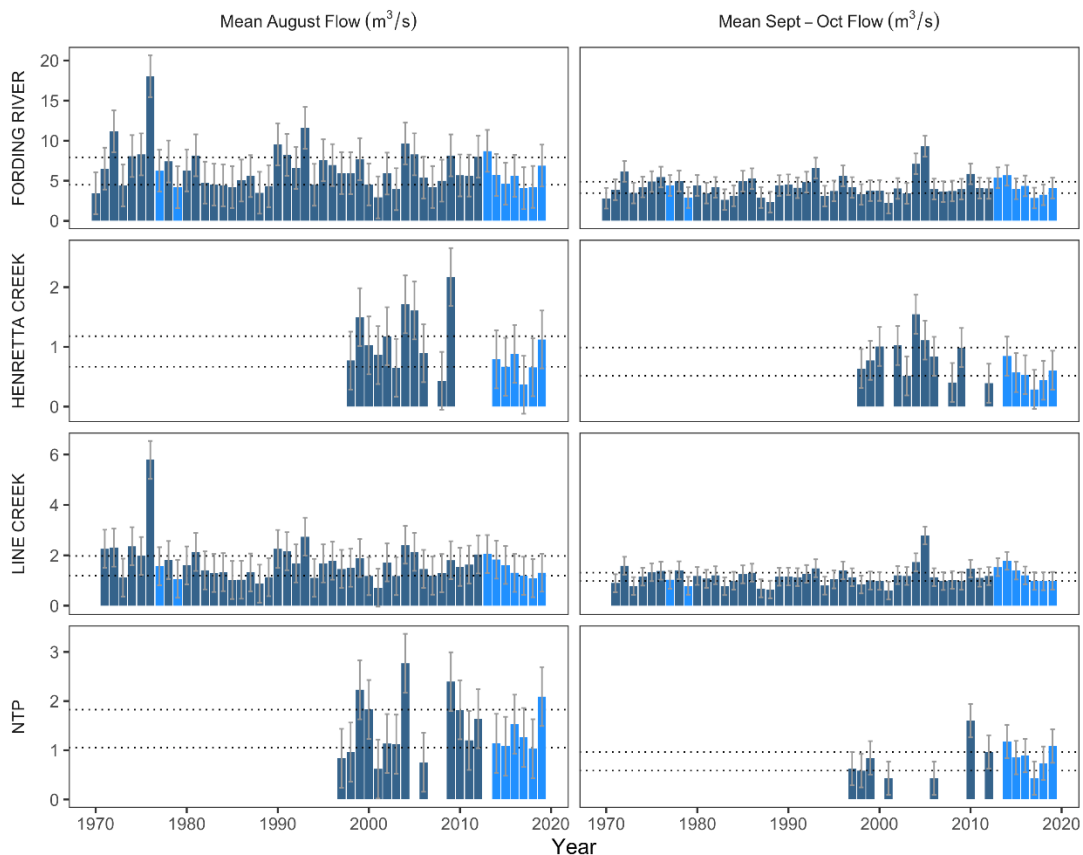 Mean August Flow (m³/s)
Mean Sept – Oct Flow (m³/s)
FORDING RIVER
20
15
10
5
0
HENRETTA CREEK
2
1
0
LINE CREEK
6
4
2
0
NTP
3
2
1
0
1970 1980 1990 2000 2010 2020
1970 1980 1990 2000 2010 2020
Year